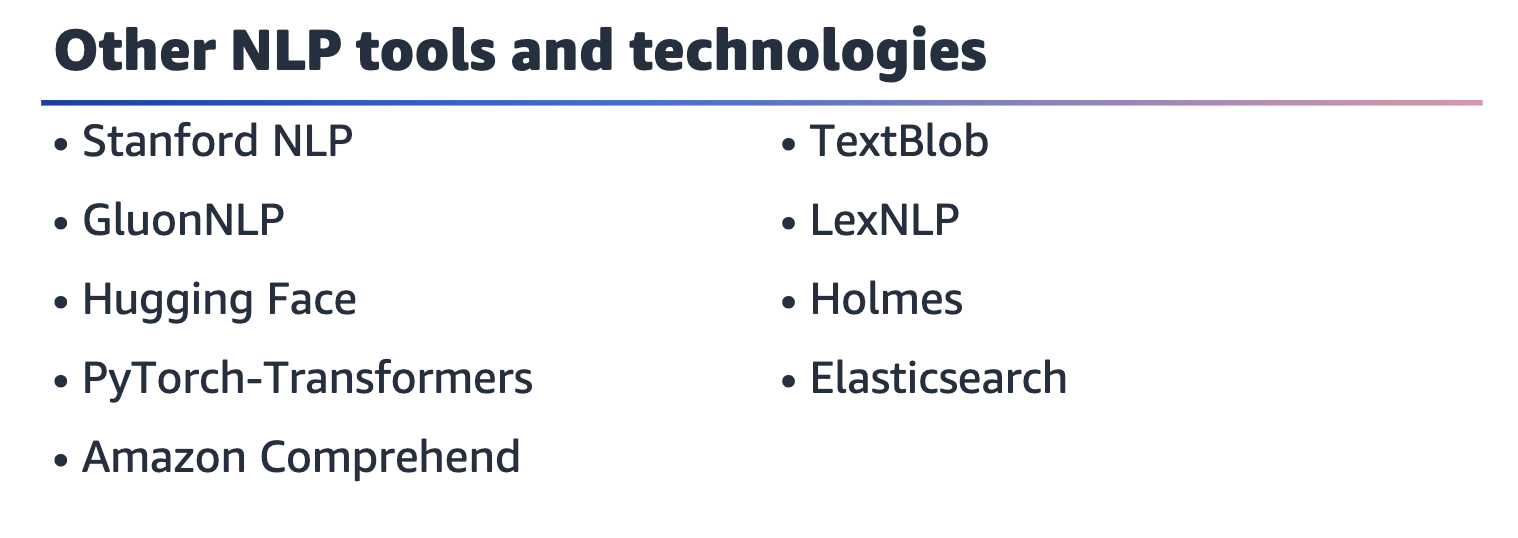 Other NLP tools and technologies
• Stanford NLP
• GluonNLP
• Hugging Face
• PyTorch-Transformers
• Amazon Comprehend
• TextBlob
• LexNLP
• Holmes
• Elasticsearch